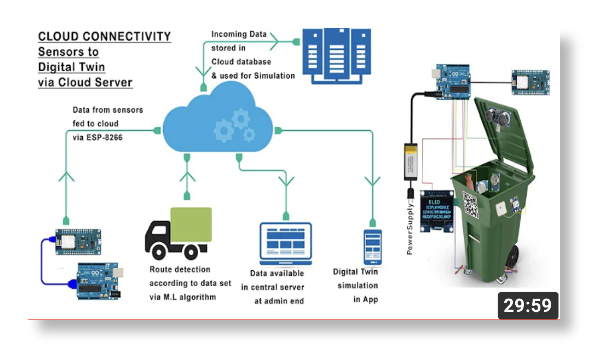 CLOUD CONNECTIVITY
Sensors to
Digital Twin
via Cloud Server
Incoming Data
stored in
Cloud database
& used for Simulation
Data from sensors
fed to cloud
via ESP-8266
Route detection
according to data set
via M.L algorithm
Data available
in central server
at admin end
Digital Twin
simulation
in App
PowerSupply:
OLED
29:59